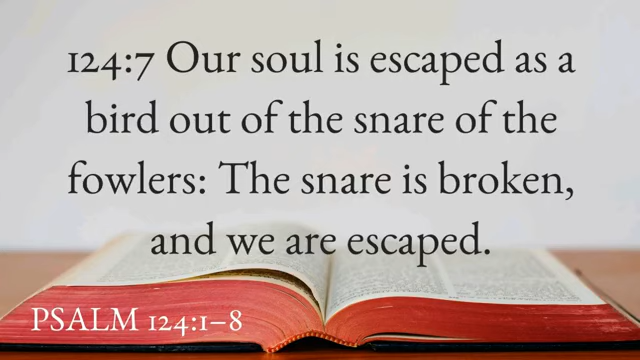 124:7 Our soul is escaped as a
bird out of the snare of the
fowlers: The snare is broken,
and we are escaped.
PSALM 124:1–8